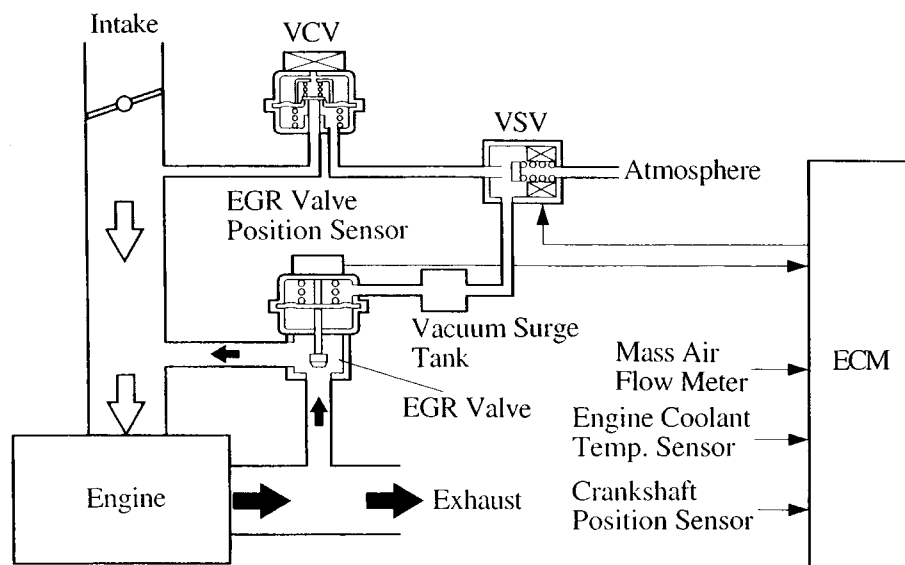 Intake
VCV
VSV
Atmosphere
EGR Valve
Position Sensor
Vacuum Surge
Tank
EGR Valve
Mass Air
Flow Meter
ECM
Engine Coolant
Temp. Sensor
Crankshaft
Position Sensor
Engine
Exhaust